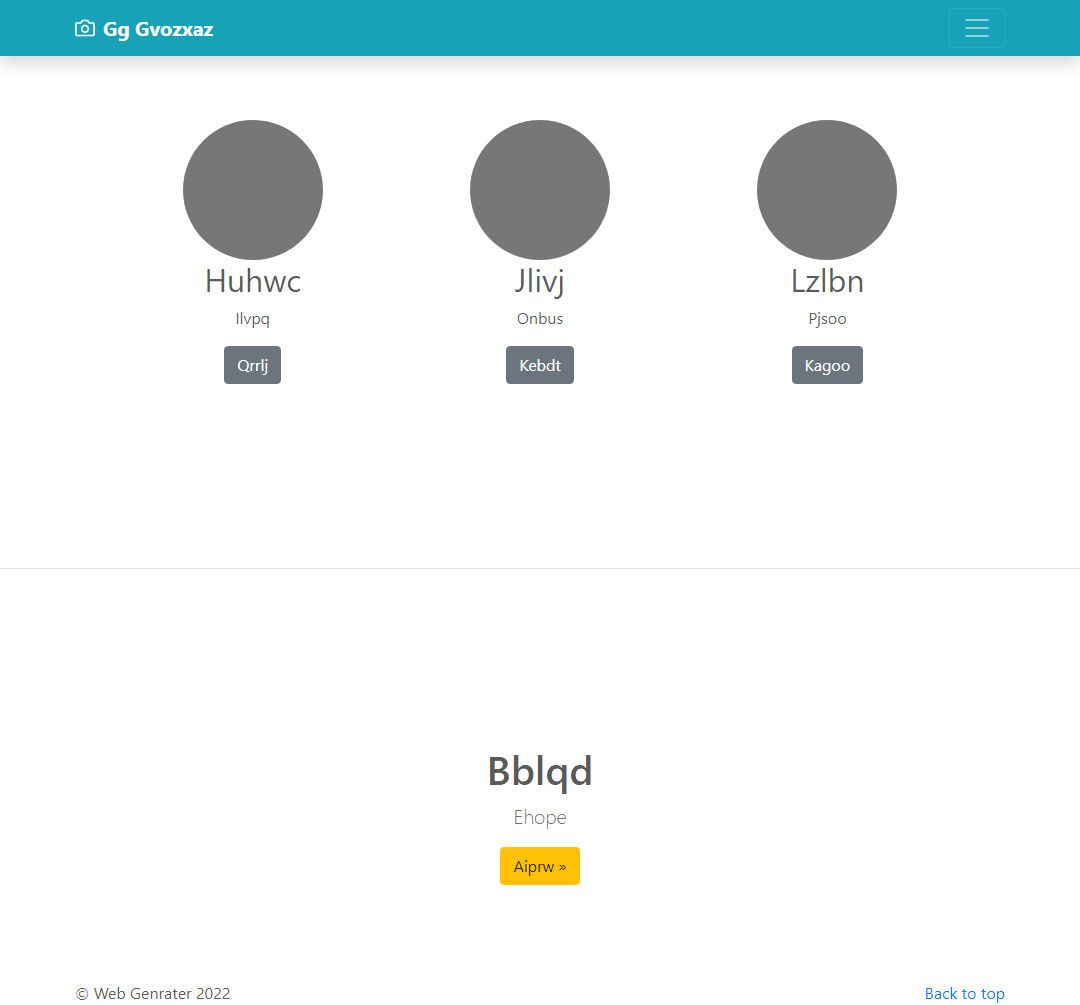 Gg Gvozxaz
Huhwc
Jlivj
Lzlbn
Ilvpq
Onbus
Pjsoo
Qrrlj
Kebdt
Kagoo
Bblqd
Ehope
Aiprw »
© Web Genrater 2022
Back to top